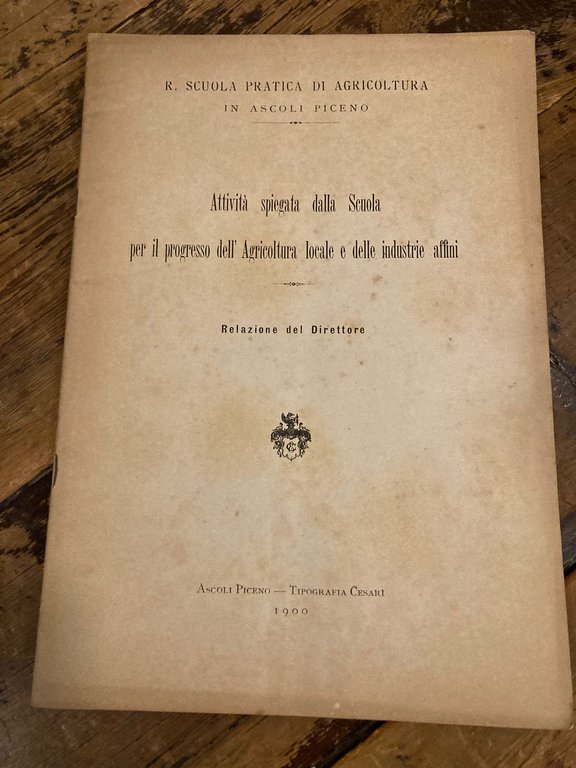 R. SCUOLA PRATICA DI AGRICOLTURA
IN ASCOLI PICENO
Attività spiegata dalla Scuola
per il progresso dell' Agricoltura locale e delle industrie affini
Relazione del Direttore
ASCOLI PICENO — TIPOGRAFIA CESARI
1900